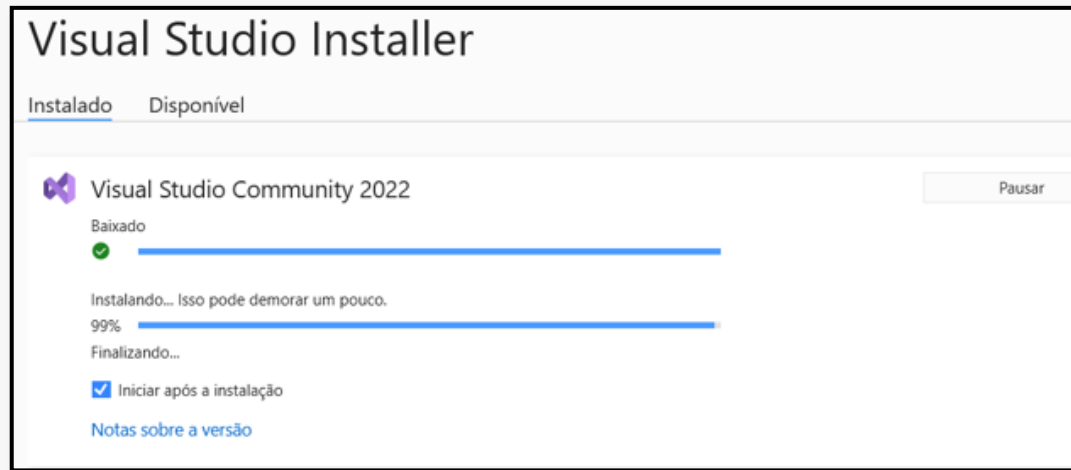 Visual Studio Installer
Instalado Disponível
Visual Studio Community 2022
Pausar
Baixado
Instalando... Isso pode demorar um pouco.
99%
Finalizando...
Iniciar após a instalação
Notas sobre a versão